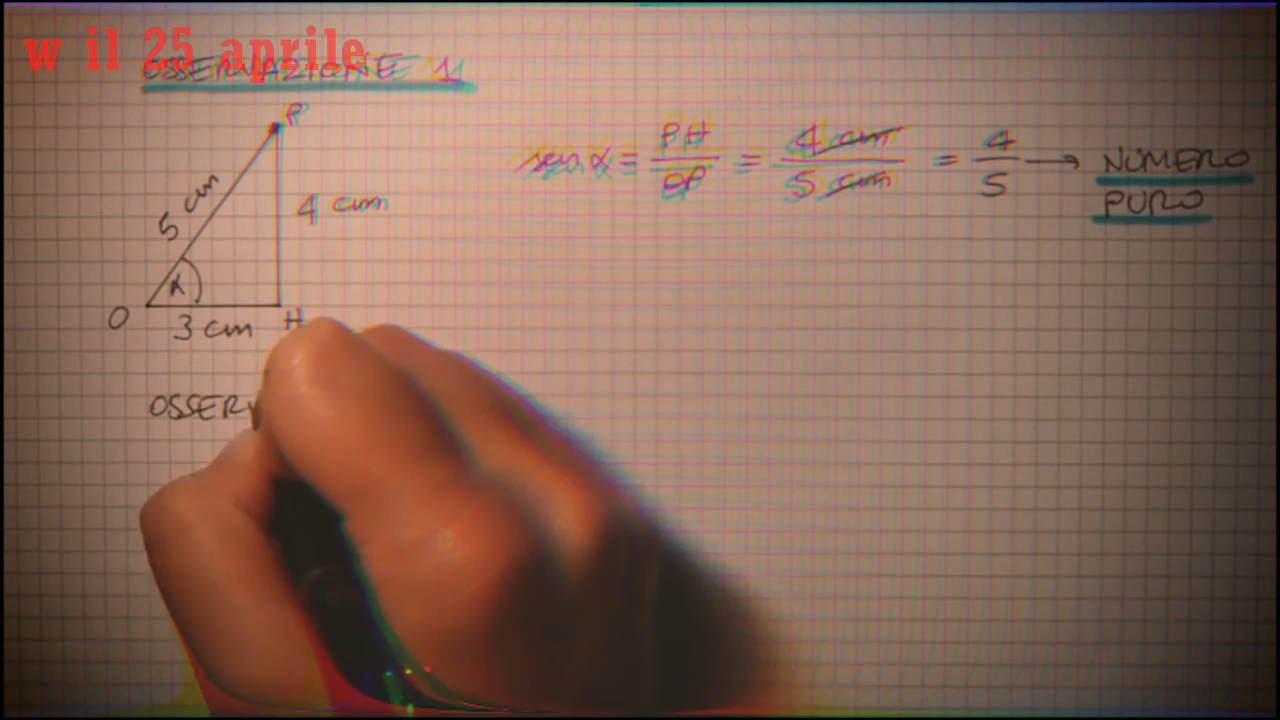 w il 25 aprile
OSSERVAZIONE 1
P
5 cm
4 cm
α
O
3 cm
H
sen α ≡ PH/OP = 4 cm/5 cm = 4/5 → NUMERO
PURO
OSSERV